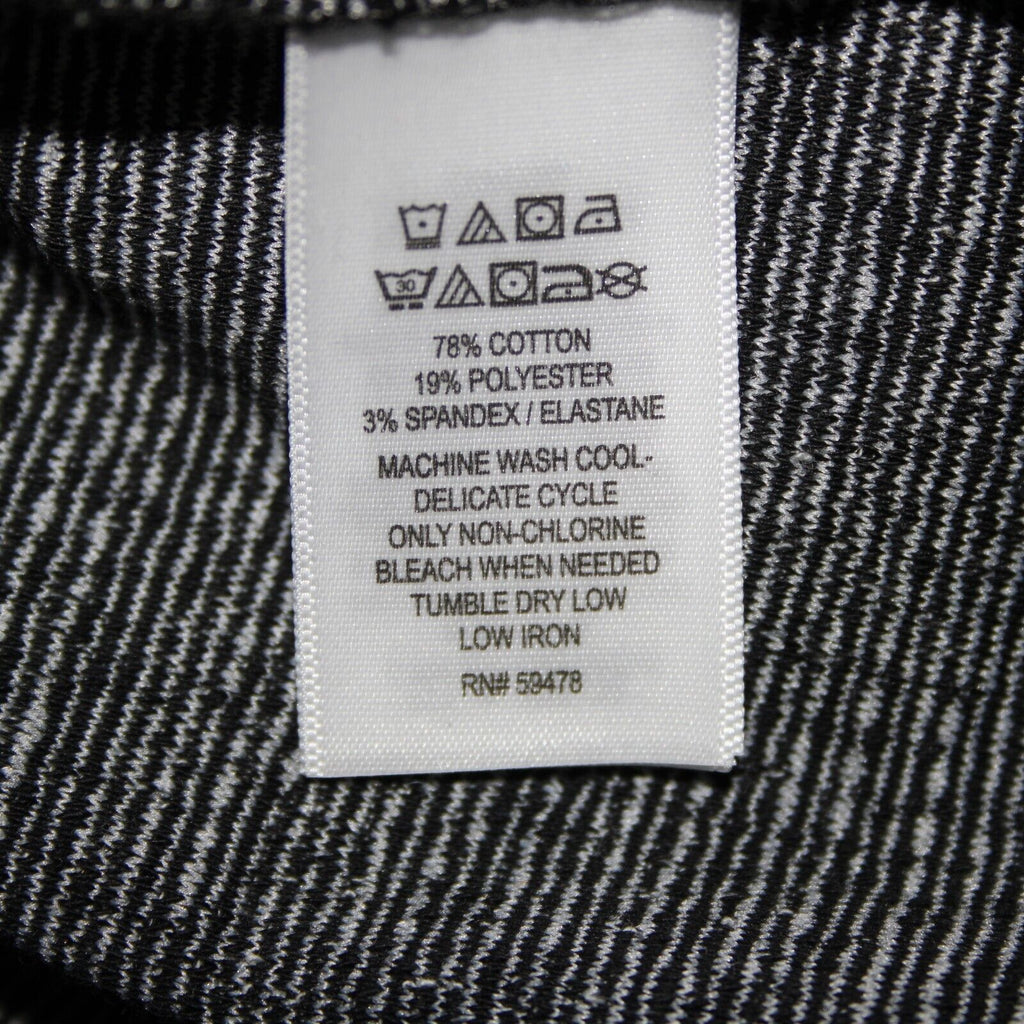 30
78% COTTON
19% POLYESTER
3% SPANDEX / ELASTANE
MACHINE WASH COOL-
DELICATE CYCLE
ONLY NON-CHLORINE
BLEACH WHEN NEEDED
TUMBLE DRY LOW
LOW IRON
RN# 59478